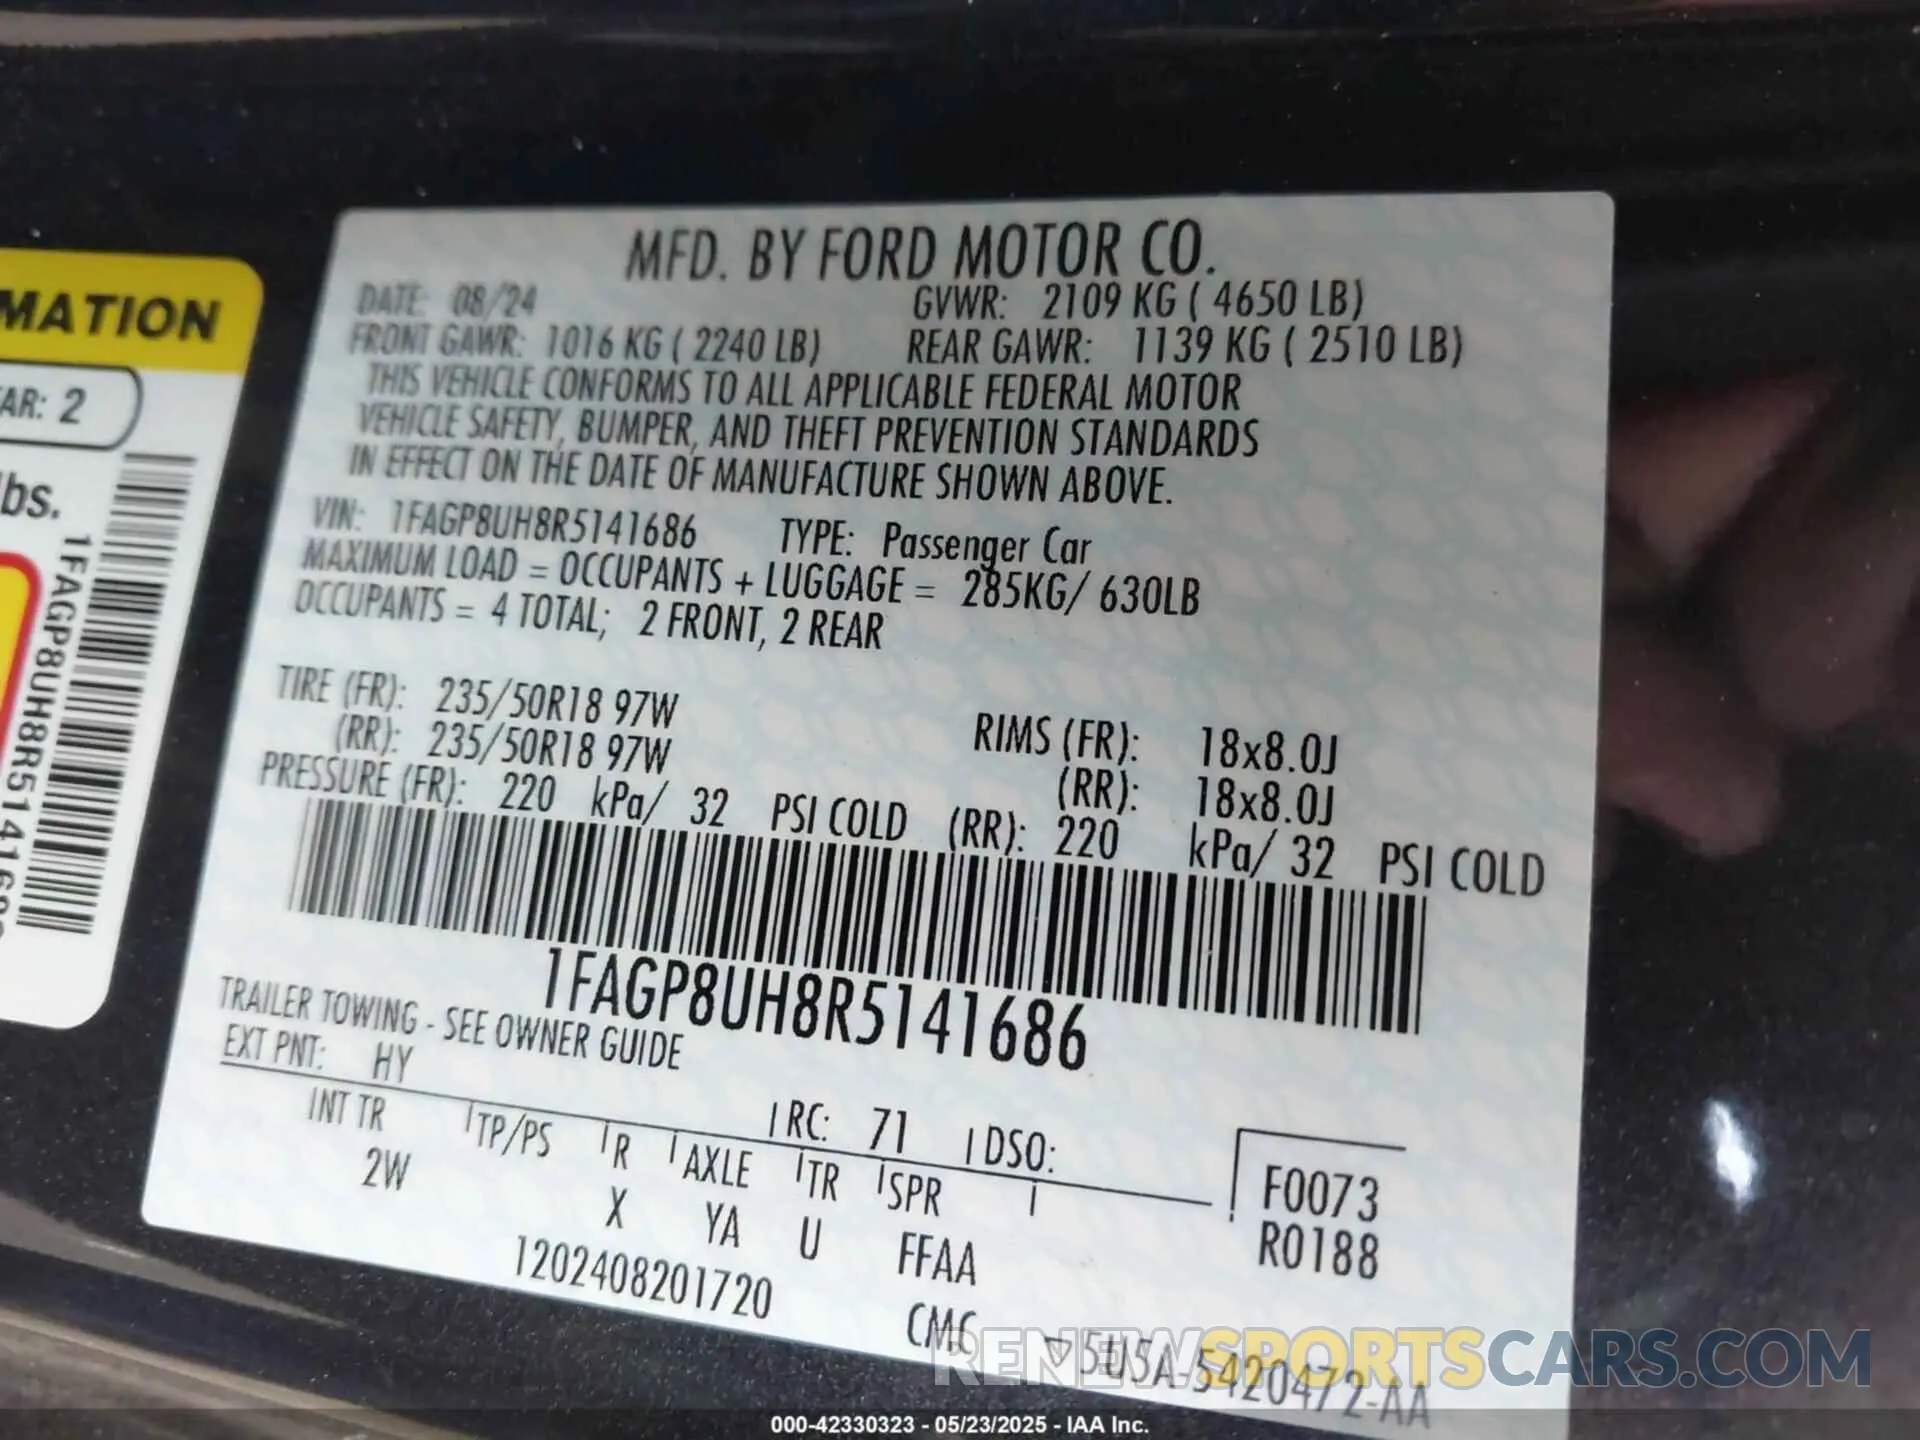 MATION
AR: 2
bs.
1FAGP8UH8R514168
MFD. BY FORD MOTOR CO.
DATE: 08/24 GVWR: 2109 KG ( 4650 LB)
FRONT GAWR: 1016 KG ( 2240 LB) REAR GAWR: 1139 KG ( 2510 LB)
THIS VEHICLE CONFORMS TO ALL APPLICABLE FEDERAL MOTOR
VEHICLE SAFETY, BUMPER, AND THEFT PREVENTION STANDARDS
IN EFFECT ON THE DATE OF MANUFACTURE SHOWN ABOVE.
VIN: 1FAGP8UH8R5141686 TYPE: Passenger Car
MAXIMUM LOAD = OCCUPANTS + LUGGAGE = 285KG/ 630LB
OCCUPANTS = 4 TOTAL; 2 FRONT, 2 REAR
TIRE (FR): 235/50R18 97W RIMS (FR): 18x8.0J
(RR): 235/50R18 97W (RR): 18x8.0J
PRESSURE (FR): 220 kPa/ 32 PSI COLD (RR): 220 kPa/ 32 PSI COLD
1FAGP8UH8R5141686
TRAILER TOWING - SEE OWNER GUIDE
EXT PNT: HY RC: 71 DSO:
INT TR TP/PS R AXLE TR SPR F0073
2W X YA U FFAA R0188
1202408201720 CMC ▽5U5A-5420472-AA
RENEWSPORTSCARS.COM
000-42330323 - 05/23/2025 - IAA Inc.